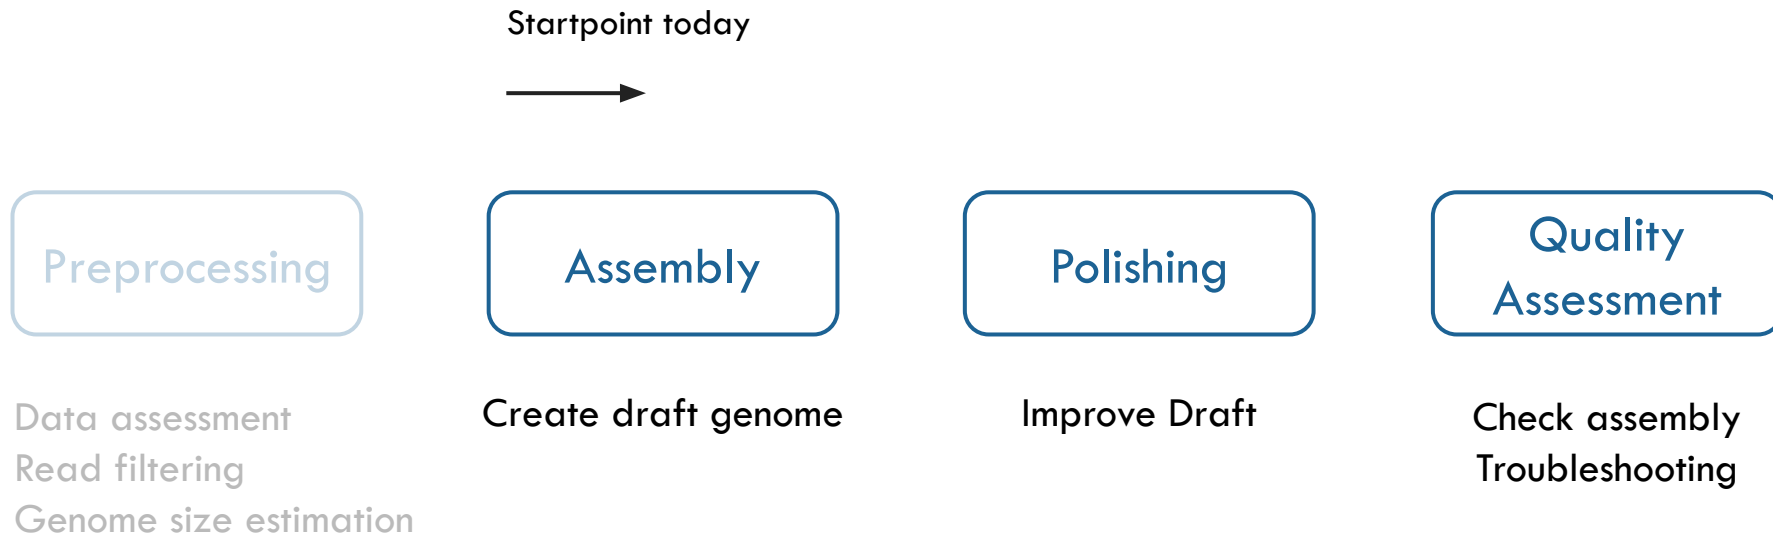 Startpoint today
Preprocessing
Assembly
Polishing
Quality
Assessment
Data assessment
Read filtering
Genome size estimation
Create draft genome
Improve Draft
Check assembly
Troubleshooting